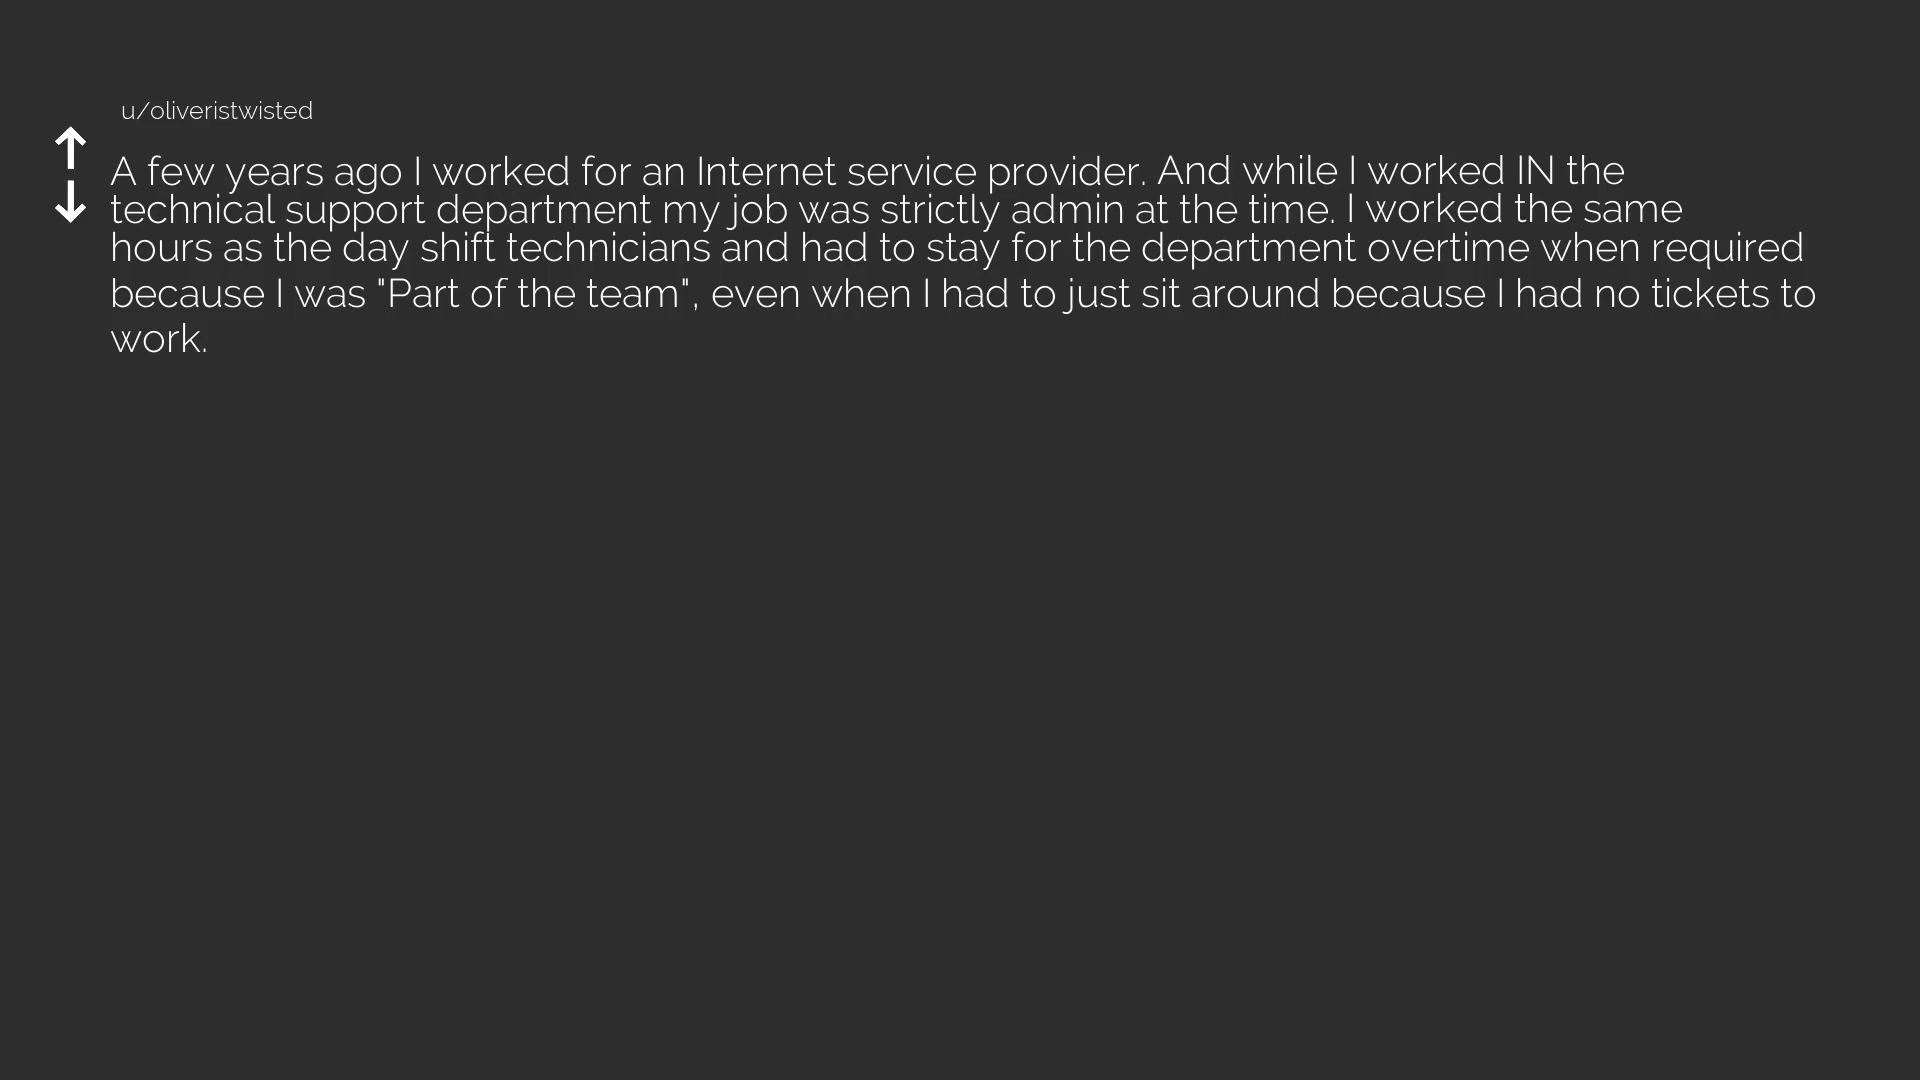 u/oliveristwisted
A few years ago I worked for an Internet service provider. And while I worked IN the
technical support department my job was strictly admin at the time. I worked the same
hours as the day shift technicians and had to stay for the department overtime when required
because I was "Part of the team", even when I had to just sit around because I had no tickets to
work.